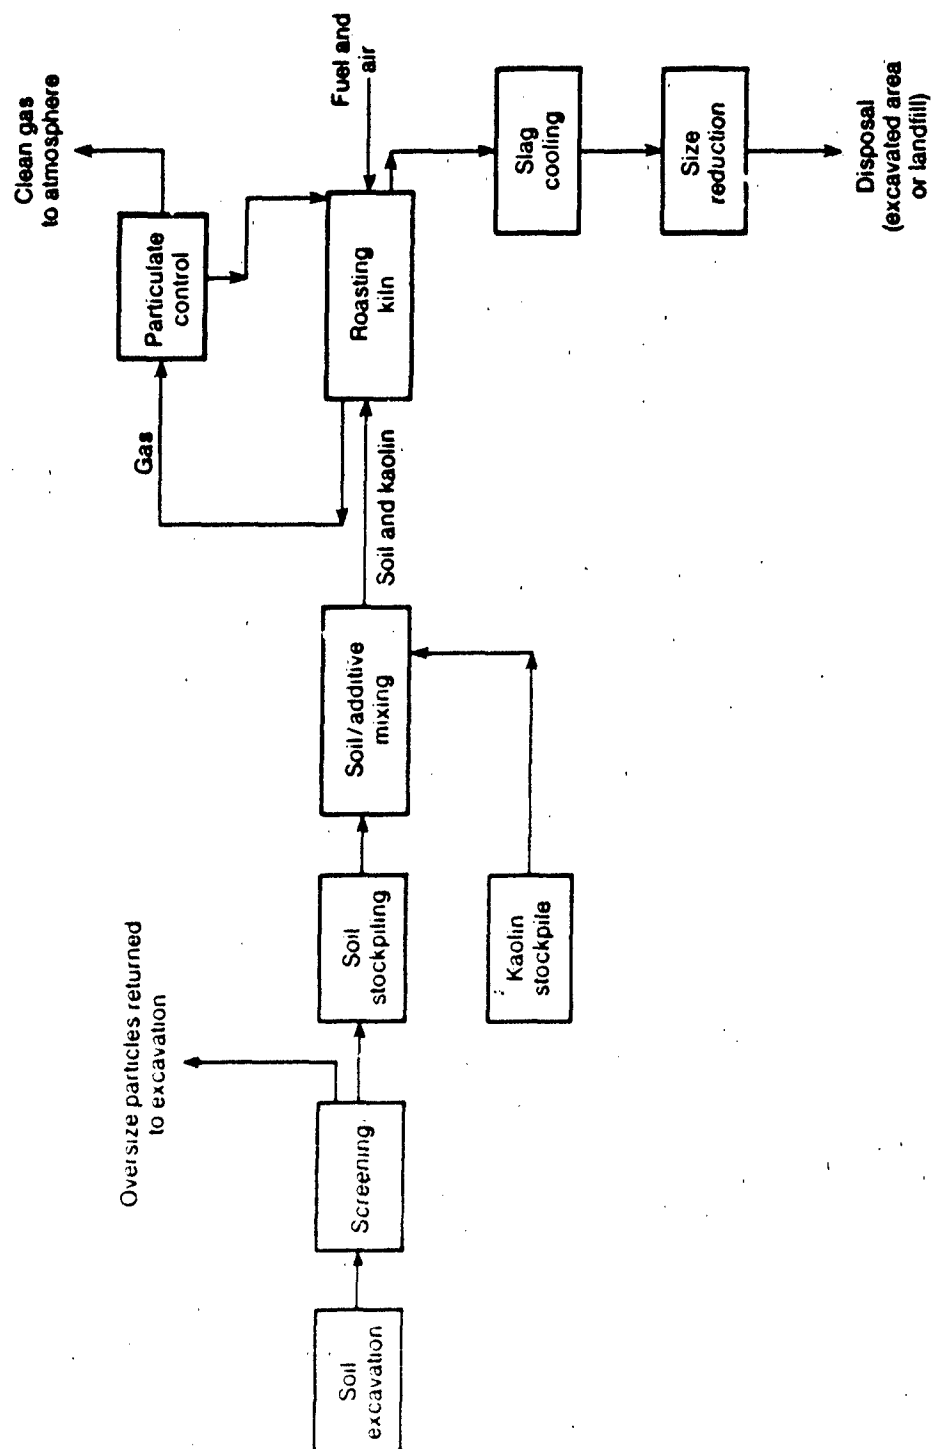 Soil
excavation
Screening
Oversize particles returned
to excavation
Soil
stockpiling
Kaolin
stockpile
Soil/additive
mixing
Soil and kaolin
Gas
Roasting
kiln
Particulate
control
Clean gas
to atmosphere
Fuel and
air
Slag
cooling
Size
reduction
Disposal
(excavated area
or landfill)